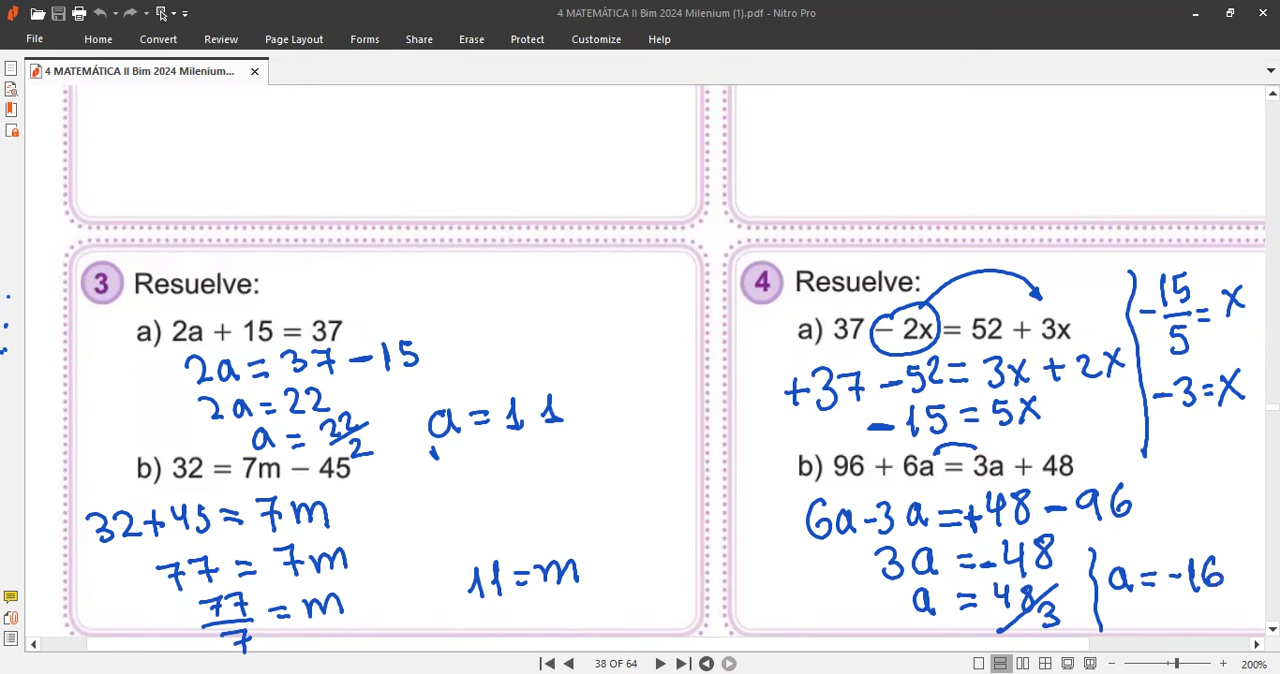 4 MATEMÁTICA II Bim 2024 Milenium (1).pdf - Nitro Pro
File Home Convert Review Page Layout Forms Share Erase Protect Customize Help
4 MATEMÁTICA II Bim 2024 Milenium...
3 Resuelve:
a) 2a + 15 = 37
2a = 37 - 15
2a = 22
a = 22/2
a = 11
b) 32 = 7m − 45
32 + 45 = 7m
77 = 7m
77/7 = m
11 = m
4 Resuelve:
a) 37 − 2x = 52 + 3x
+37 - 52 = 3x + 2x
-15 = 5x
-15/5 = x
-3 = x
b) 96 + 6a = 3a + 48
6a - 3a = +48 - 96
3a = -48
a = 48/3
a = -16
38 OF 64
200%